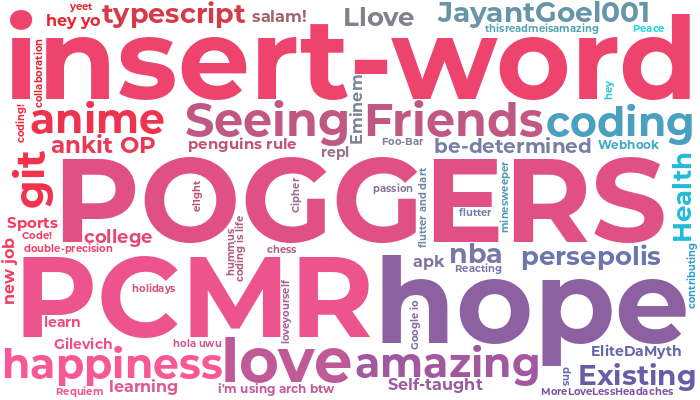 yeet
hey yo
typescript
salam!
Llove
JayantGoel001
thisreadmeisamazing
Peace
insert-word
collaboration
coding!
anime
Seeing
Eminem
Friends
hey
coding
ankit OP
penguins rule
repl
Foo-Bar
be-determined
Webhook
git
POGGERS
el1ght
cipher
passion
flutter and dart
flutter
minesweeper
Health
Sports
Code!
college
double-precision
hummus
coding is life
chess
apk
nba
Reacting
persepolis
contributing
new job
PCMR
holidays
loveyourself
hope
Google io
learn
Gilevich
hola uwu
EliteDaMyth
happiness
love
amazing
sup
Existing
Requiem
learning
i'm using arch btw
Self-taught
MoreLoveLessHeadaches